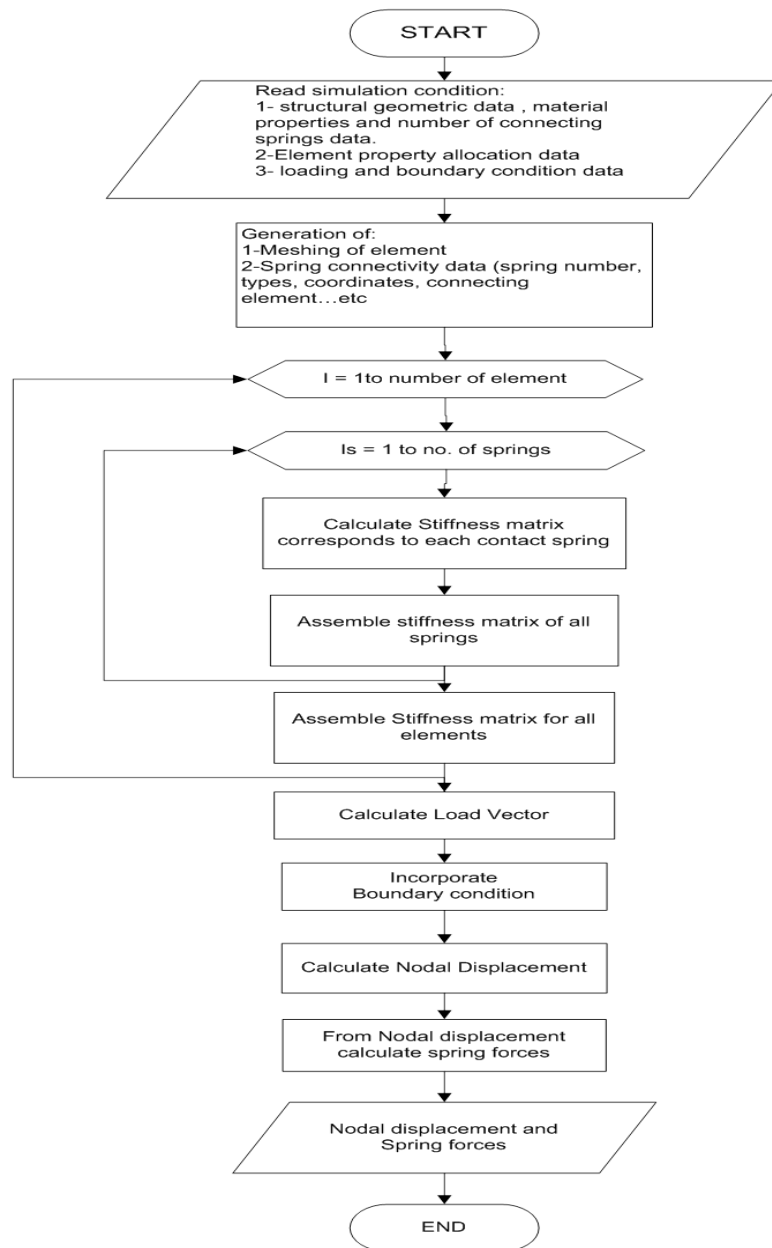 START
Read simulation condition:
1- structural geometric data , material
properties and number of connecting
springs data.
2-Element property allocation data
3- loading and boundary condition data
Generation of:
1-Meshing of element
2-Spring connectivity data (spring number,
types, coordinates, connecting
element…etc
I = 1to number of element
Is = 1 to no. of springs
Calculate Stiffness matrix
corresponds to each contact spring
Assemble stiffness matrix of all
springs
Assemble Stiffness matrix for all
elements
Calculate Load Vector
Incorporate
Boundary condition
Calculate Nodal Displacement
From Nodal displacement
calculate spring forces
Nodal displacement and
Spring forces
END